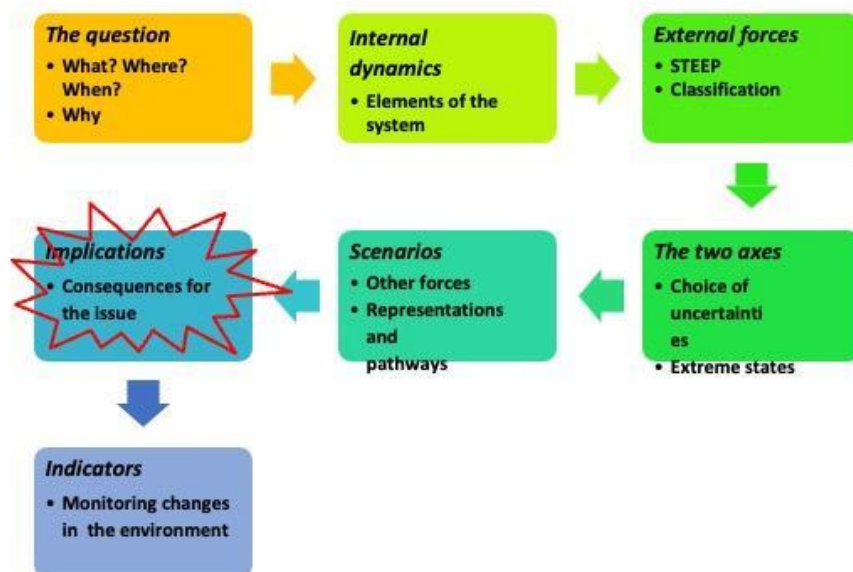 The question
• What? Where?
When?
• Why
Internal
dynamics
• Elements of the
system
External forces
• STEEP
• Classification
The two axes
• Choice of
uncertainti
es
• Extreme states
Scenarios
• Other forces
• Representations
and
pathways
Implications
• Consequences for
the issue
Indicators
• Monitoring changes
in the environment